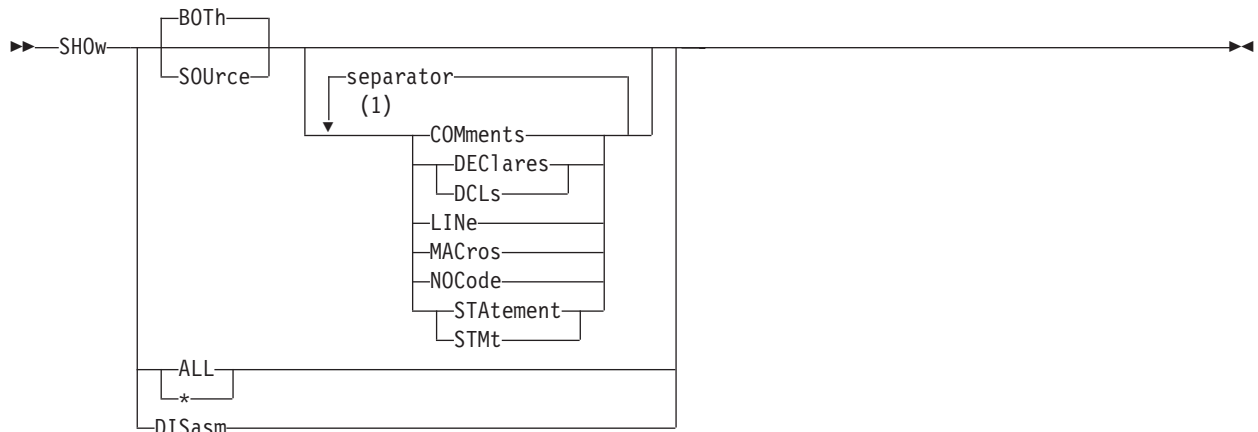 BOTh
SHOw
SOUrce
separator
(1)
COMments
DEClares
DCLs
LINe
MACros
NOCode
STAtement
STMt
ALL
*
DISasm